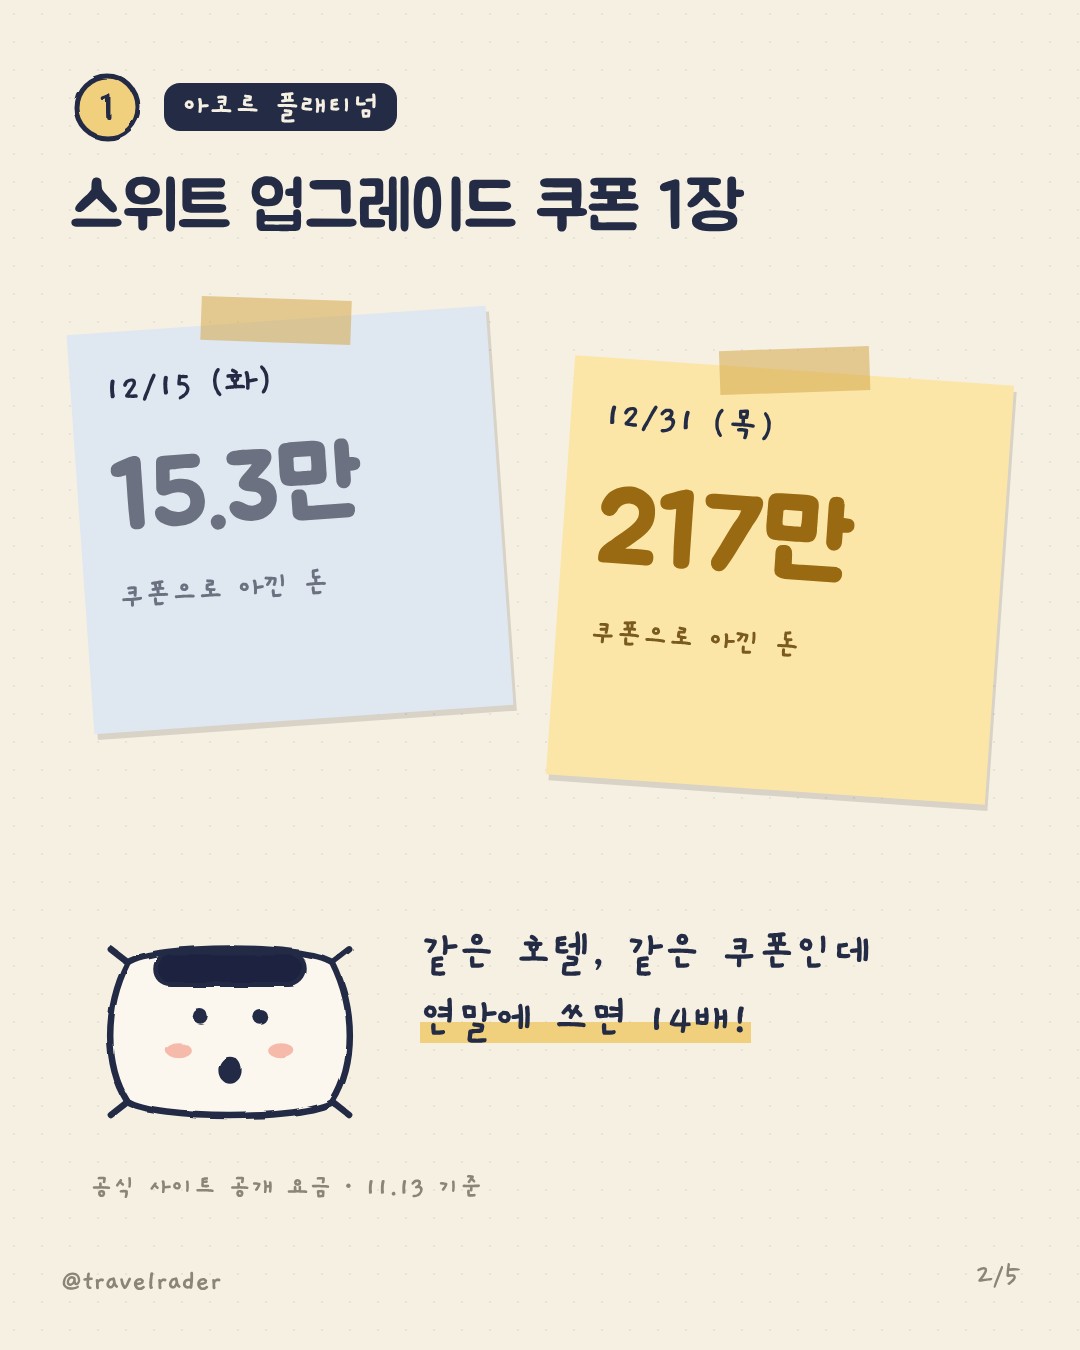 1 아코르 플래티넘
스위트 업그레이드 쿠폰 1장
12/15 (화)
15.3만
쿠폰으로 아낀 돈
12/31 (목)
217만
쿠폰으로 아낀 돈
같은 호텔, 같은 쿠폰인데
연말에 쓰면 14배!
공식 사이트 공개 요금 · 11.13 기준
@travelrader
2/5